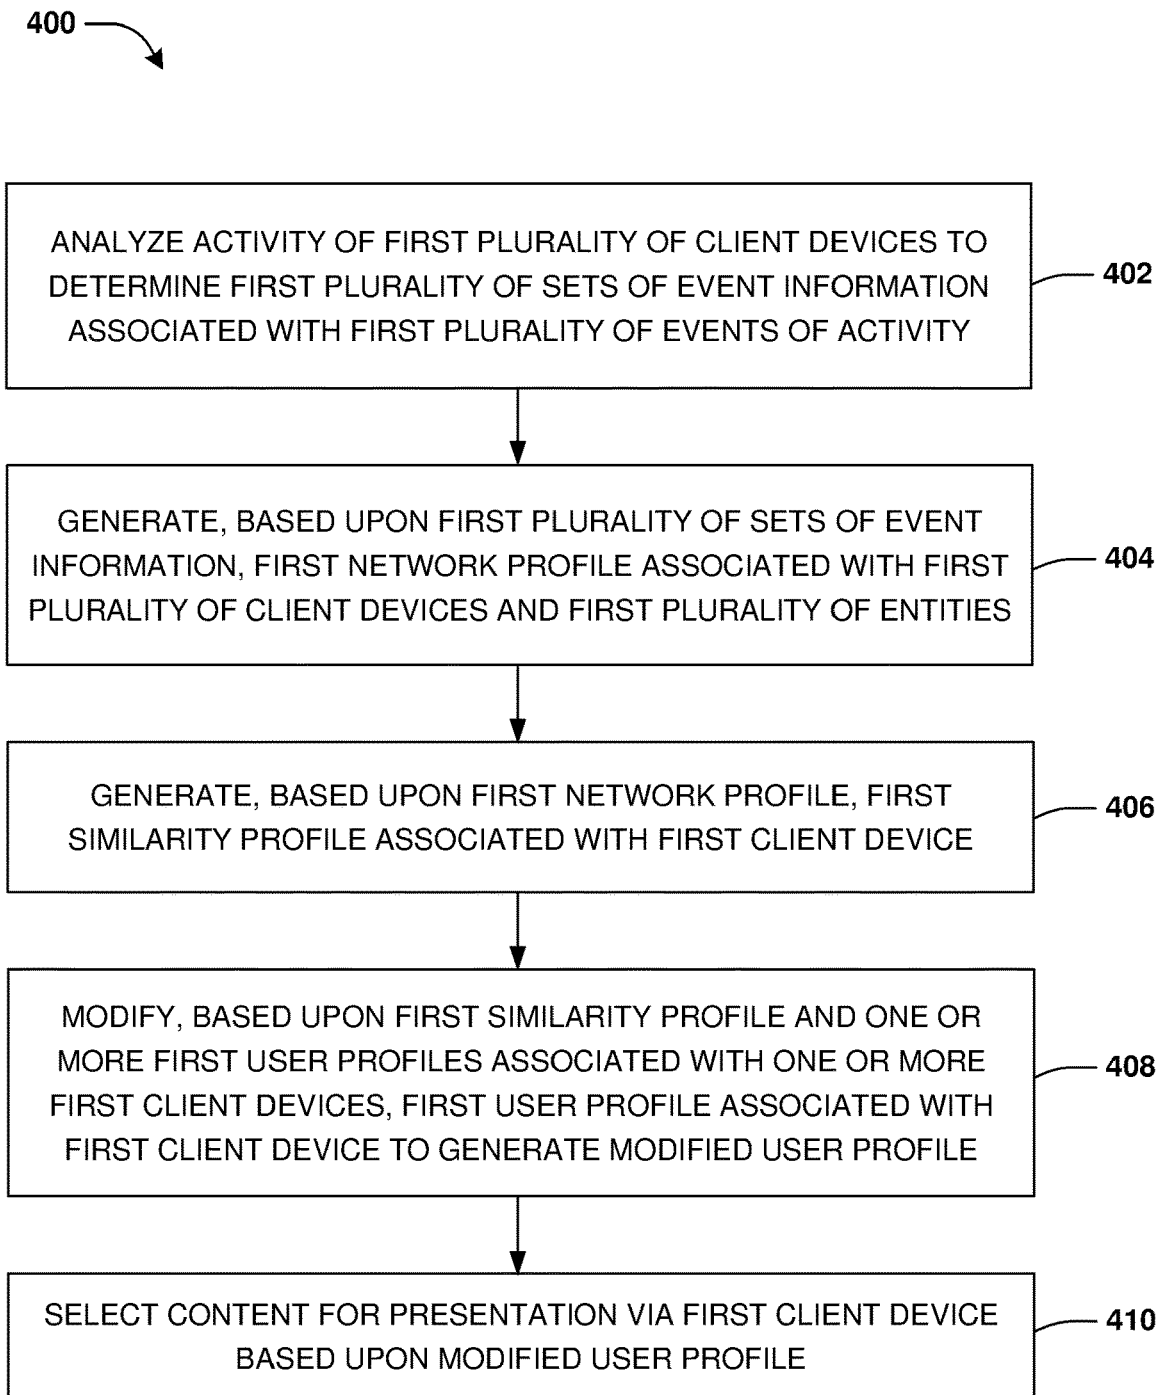 400
ANALYZE ACTIVITY OF FIRST PLURALITY OF CLIENT DEVICES TO
DETERMINE FIRST PLURALITY OF SETS OF EVENT INFORMATION
ASSOCIATED WITH FIRST PLURALITY OF EVENTS OF ACTIVITY
402
GENERATE, BASED UPON FIRST PLURALITY OF SETS OF EVENT
INFORMATION, FIRST NETWORK PROFILE ASSOCIATED WITH FIRST
PLURALITY OF CLIENT DEVICES AND FIRST PLURALITY OF ENTITIES
404
GENERATE, BASED UPON FIRST NETWORK PROFILE, FIRST
SIMILARITY PROFILE ASSOCIATED WITH FIRST CLIENT DEVICE
406
MODIFY, BASED UPON FIRST SIMILARITY PROFILE AND ONE OR
MORE FIRST USER PROFILES ASSOCIATED WITH ONE OR MORE
FIRST CLIENT DEVICES, FIRST USER PROFILE ASSOCIATED WITH
FIRST CLIENT DEVICE TO GENERATE MODIFIED USER PROFILE
408
SELECT CONTENT FOR PRESENTATION VIA FIRST CLIENT DEVICE
BASED UPON MODIFIED USER PROFILE
410